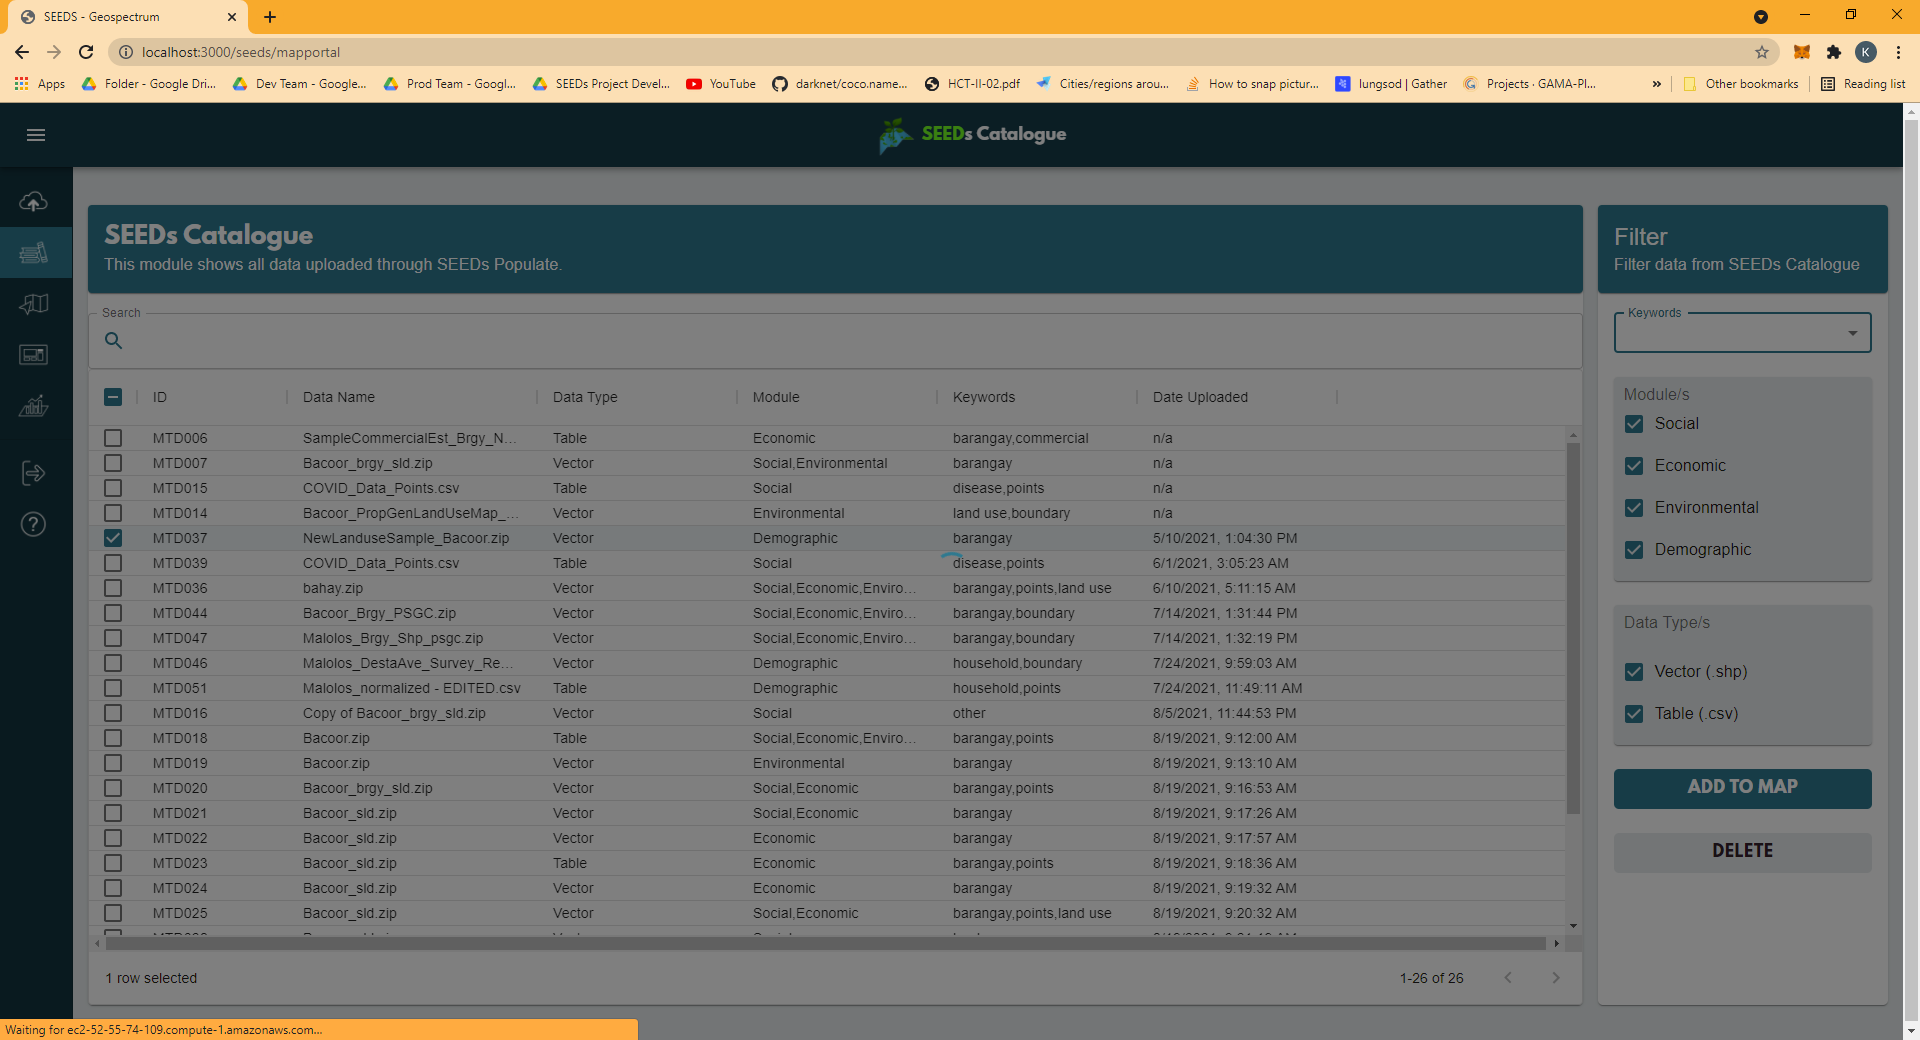 SEEDS - Geospectrum
localhost:3000/seeds/mapportal
K
Apps Folder - Google Dri... Dev Team - Google... Prod Team - Googl... SEEDs Project Devel... YouTube darknet/coco.name... HCT-II-02.pdf Cities/regions arou... How to snap pictur... lungsod | Gather Projects · GAMA-Pl... » Other bookmarks Reading list
SEEDs Catalogue
SEEDs Catalogue
This module shows all data uploaded through SEEDs Populate.
Search
ID Data Name Data Type Module Keywords Date Uploaded
MTD006 SampleCommercialEst_Brgy_N... Table Economic barangay,commercial n/a
MTD007 Bacoor_brgy_sld.zip Vector Social,Environmental barangay n/a
MTD015 COVID_Data_Points.csv Table Social disease,points n/a
MTD014 Bacoor_PropGenLandUseMap_... Vector Environmental land use,boundary n/a
MTD037 NewLanduseSample_Bacoor.zip Vector Demographic barangay 5/10/2021, 1:04:30 PM
MTD039 COVID_Data_Points.csv Table Social disease,points 6/1/2021, 3:05:23 AM
MTD036 bahay.zip Vector Social,Economic,Enviro... barangay,points,land use 6/10/2021, 5:11:15 AM
MTD044 Bacoor_Brgy_PSGC.zip Vector Social,Economic,Enviro... barangay,boundary 7/14/2021, 1:31:44 PM
MTD047 Malolos_Brgy_Shp_psgc.zip Vector Social,Economic,Enviro... barangay,boundary 7/14/2021, 1:32:19 PM
MTD046 Malolos_DestaAve_Survey_Re... Vector Demographic household,boundary 7/24/2021, 9:59:03 AM
MTD051 Malolos_normalized - EDITED.csv Table Demographic household,points 7/24/2021, 11:49:11 AM
MTD016 Copy of Bacoor_brgy_sld.zip Vector Social other 8/5/2021, 11:44:53 PM
MTD018 Bacoor.zip Table Social,Economic,Enviro... barangay,points 8/19/2021, 9:12:00 AM
MTD019 Bacoor.zip Vector Environmental barangay 8/19/2021, 9:13:10 AM
MTD020 Bacoor_brgy_sld.zip Vector Social,Economic barangay,points 8/19/2021, 9:16:53 AM
MTD021 Bacoor_sld.zip Vector Social,Economic barangay 8/19/2021, 9:17:26 AM
MTD022 Bacoor_sld.zip Vector Economic barangay 8/19/2021, 9:17:57 AM
MTD023 Bacoor_sld.zip Table Economic barangay,points 8/19/2021, 9:18:36 AM
MTD024 Bacoor_sld.zip Vector Economic barangay 8/19/2021, 9:19:32 AM
MTD025 Bacoor_sld.zip Vector Social,Economic barangay,points,land use 8/19/2021, 9:20:32 AM
1 row selected
1-26 of 26
Filter
Filter data from SEEDs Catalogue
Keywords
Module/s
Social
Economic
Environmental
Demographic
Data Type/s
Vector (.shp)
Table (.csv)
ADD TO MAP
DELETE
Waiting for ec2-52-55-74-109.compute-1.amazonaws.com...